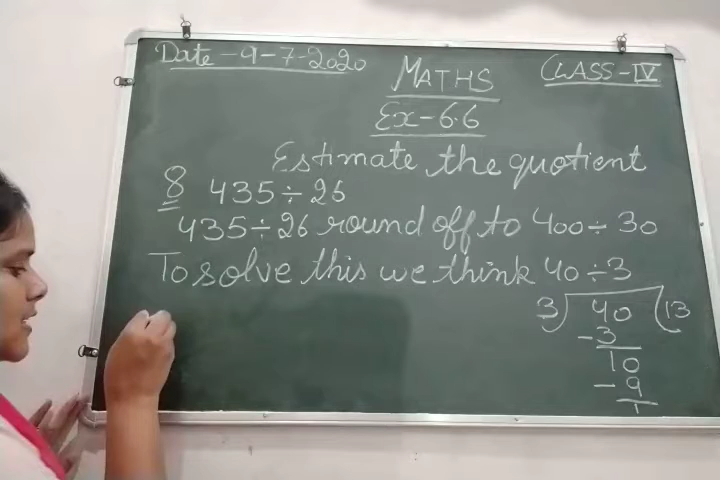 Date - 9 - 7 - 2020
MATHS
CLASS - IV
Ex - 6.6
Estimate the quotient
8 435 ÷ 26
435 ÷ 26 round off to 400 ÷ 30
To solve this we think 40 ÷ 3
3 ) 40 ( 13
- 3
10
- 9
1